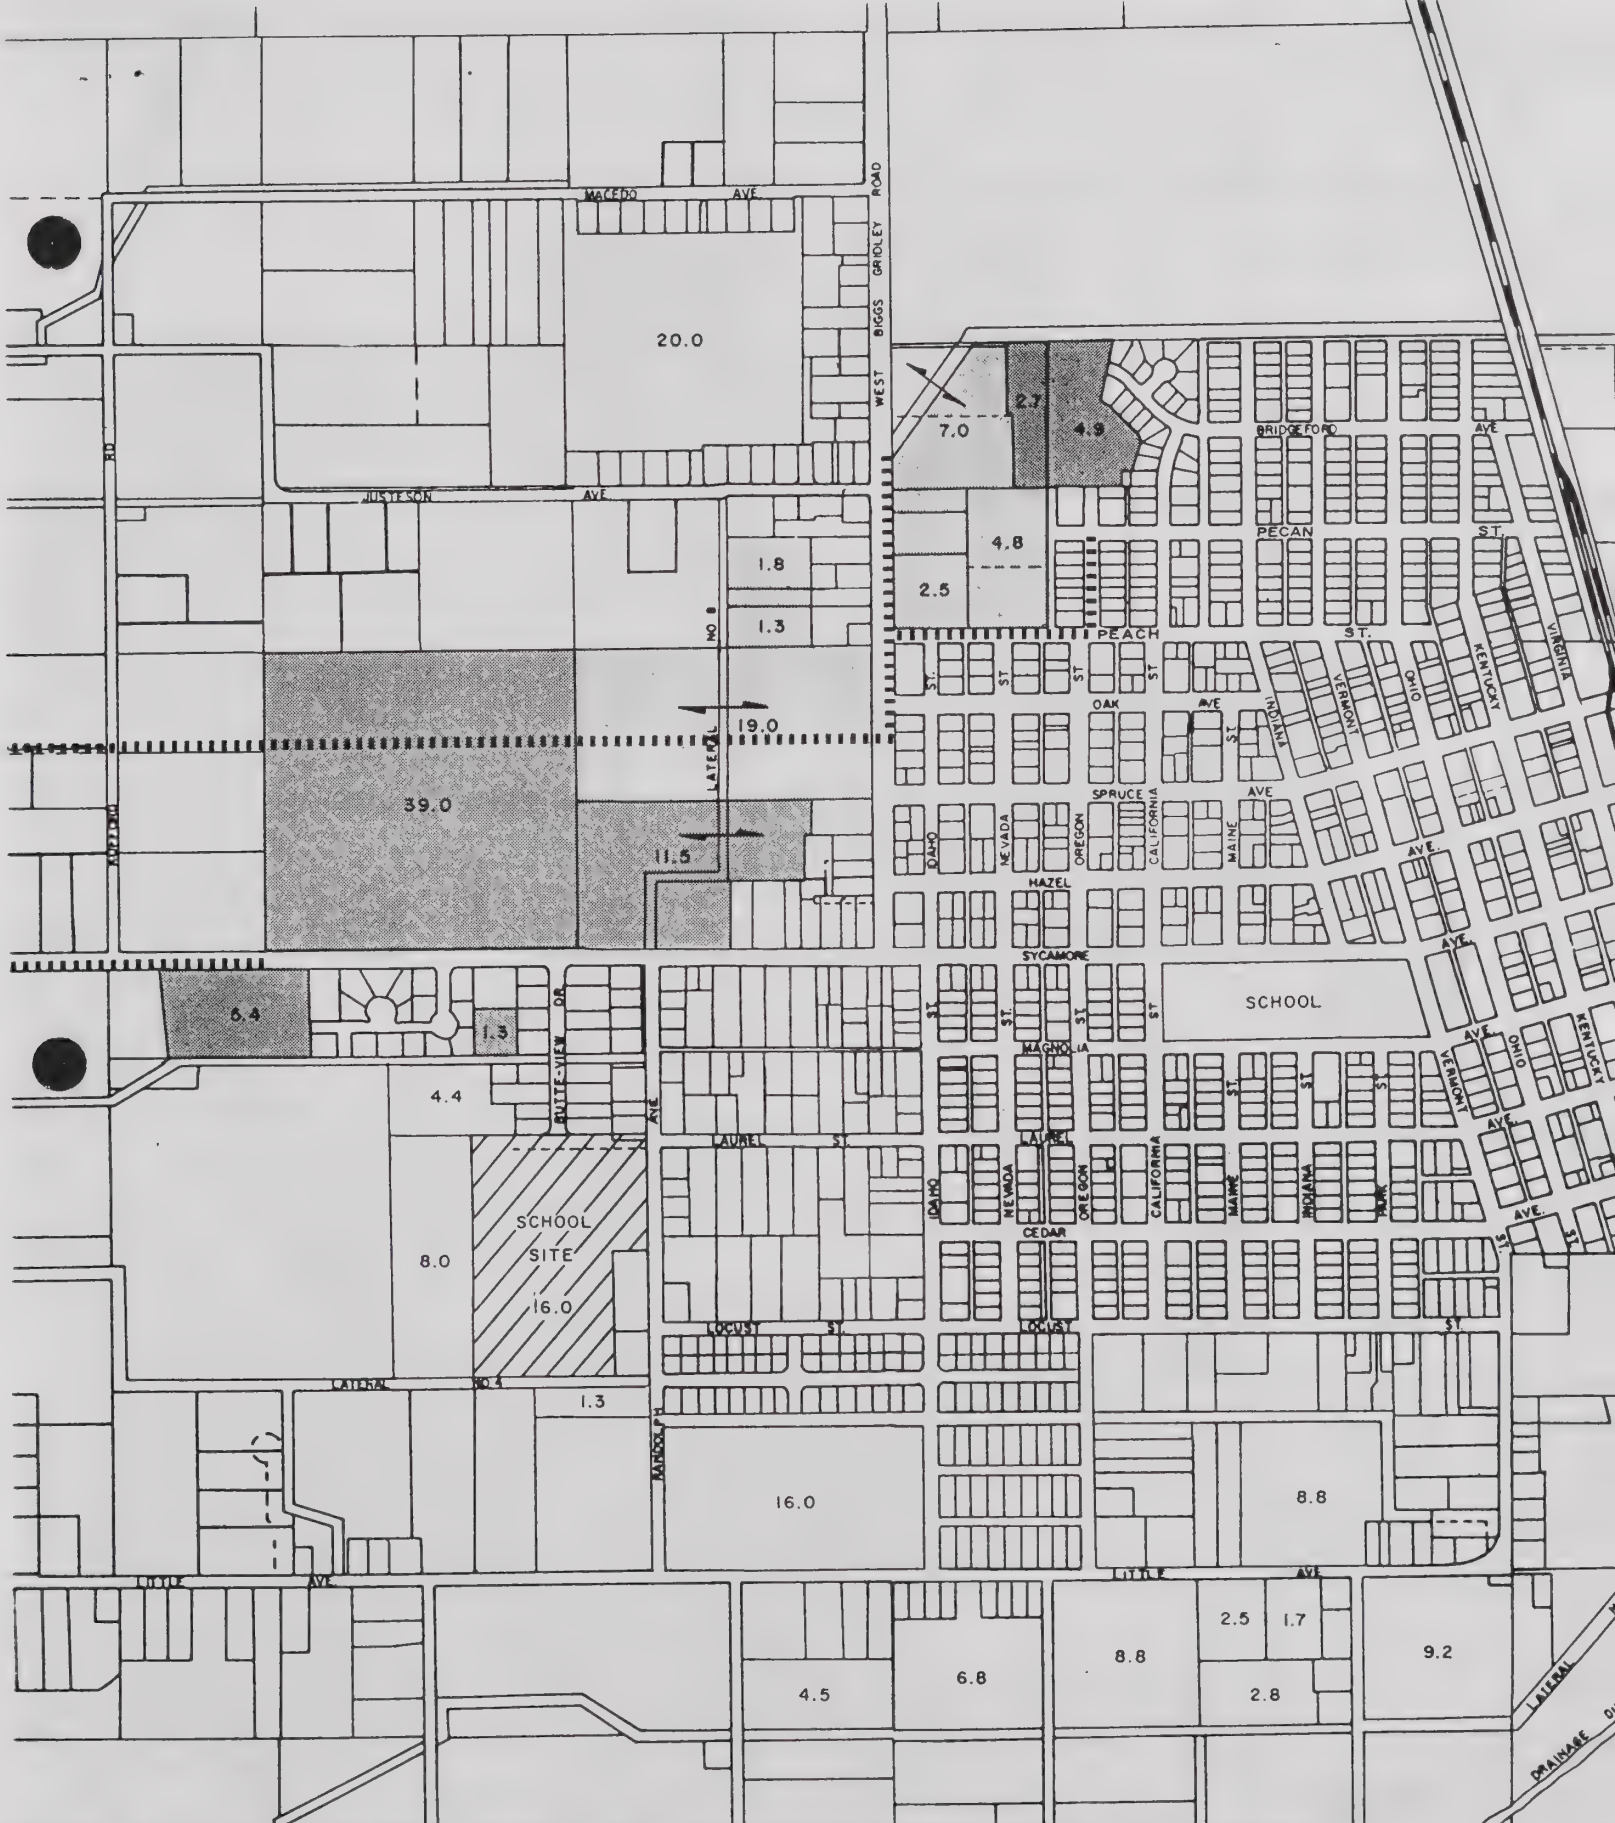 MACEDO AVE.
WEST BIGGS GRIDLEY ROAD
20.0
2.7
4.9
7.0
BRIDGEFORD AVE
RD
JUSTESON AVE
PECAN ST.
4.8
1.8
2.5
1.3
LATERAL NO 8
PEACH ST.
ST.
ST
ST
ST
OAK AVE
ST.
INDIANA
VERMONT
OHIO
KENTUCKY
VIRGINIA
19.0
39.0
SPRUCE AVE
11.5
IDAHO
NEVADA
OREGON
CALIFORNIA
MAINE
AVE.
HAZEL
AVE.
SYCAMORE
5.4
1.3
BUTTE-VIEW DR
ST.
ST.
ST.
ST
SCHOOL
AVE.
OHIO
KENTUCKY
VERMONT
MAGNOLIA
ST.
ST.
ST.
4.4
AVE.
AVE.
LAUREL ST.
LAUREL
IDAHO
NEVADA
OREGON
CALIFORNIA
MAINE
INDIANA
PARK
AVE.
ST.
ST.
SCHOOL
SITE
16.0
8.0
CEDAR
LOCUST ST.
LOCUST
ST.
LATERAL NO. 4
1.3
RANDOLPH
16.0
8.8
LITTLE AVE.
LITTLE AVE
2.5
1.7
8.8
9.2
6.8
4.5
2.8
LATERAL
DRAINAGE